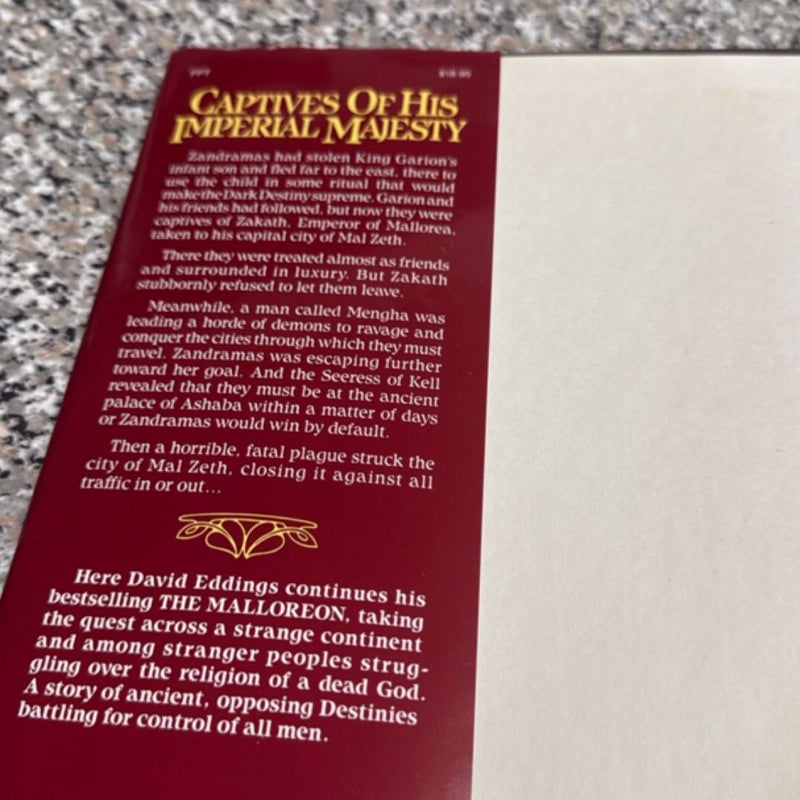 FPT $18.95
CAPTIVES OF HIS
IMPERIAL MAJESTY
Zandramas had stolen King Garion's
infant son and fled far to the east, there to
use the child in some ritual that would
make the Dark Destiny supreme. Garion and
his friends had followed, but now they were
captives of Zakath, Emperor of Mallorea,
taken to his capital city of Mal Zeth.
There they were treated almost as friends
and surrounded in luxury. But Zakath
stubbornly refused to let them leave.
Meanwhile, a man called Mengha was
leading a horde of demons to ravage and
conquer the cities through which they must
travel. Zandramas was escaping further
toward her goal. And the Seeress of Kell
revealed that they must be at the ancient
palace of Ashaba within a matter of days
or Zandramas would win by default.
Then a horrible, fatal plague struck the
city of Mal Zeth, closing it against all
traffic in or out...
Here David Eddings continues his
bestselling THE MALLOREON, taking
the quest across a strange continent
and among stranger peoples strug-
gling over the religion of a dead God.
A story of ancient, opposing Destinies
battling for control of all men.